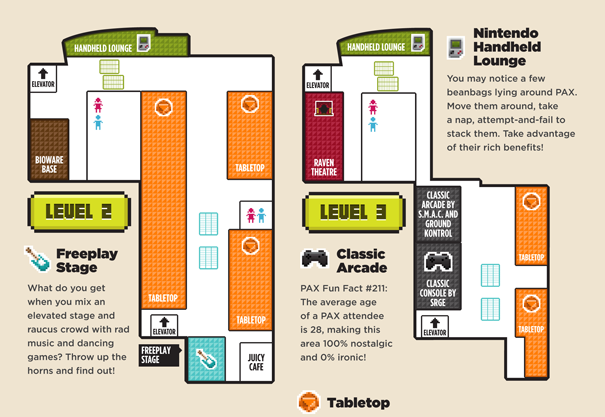 HANDHELD LOUNGE
ELEVATOR
BIOWARE
BASE
TABLETOP
TABLETOP
TABLETOP
ELEVATOR
FREEPLAY
STAGE
JUICY
CAFE
LEVEL 2
Freeplay
Stage
What do you get
when you mix an
elevated stage and
raucus crowd with rad
music and dancing
games? Throw up the
horns and find out!
HANDHELD LOUNGE
ELEVATOR
RAVEN
THEATRE
CLASSIC
ARCADE BY
S.M.A.C. AND
GROUND
KONTROL
CLASSIC
CONSOLE BY
SRGE
TABLETOP
TABLETOP
ELEVATOR
LEVEL 3
Classic
Arcade
PAX Fun Fact #211:
The average age
of a PAX attendee
is 28, making this
area 100% nostalgic
and 0% ironic!
Nintendo
Handheld
Lounge
You may notice a few
beanbags lying around PAX.
Move them around, take
a nap, attempt-and-fail to
stack them. Take advantage
of their rich benefits!
Tabletop